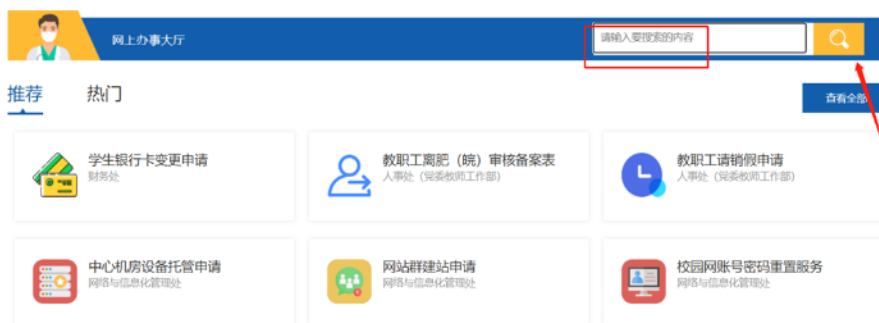 网上办事大厅
请输入要搜索的内容
推荐
热门
查看全部
学生银行卡变更申请
财务处
教职工离肥（皖）审核备案表
人事处（党委教师工作部）
教职工请销假申请
人事处（党委教师工作部）
中心机房设备托管申请
网络与信息化管理处
网站群建站申请
网络与信息化管理处
校园网账号密码重置服务
网络与信息化管理处